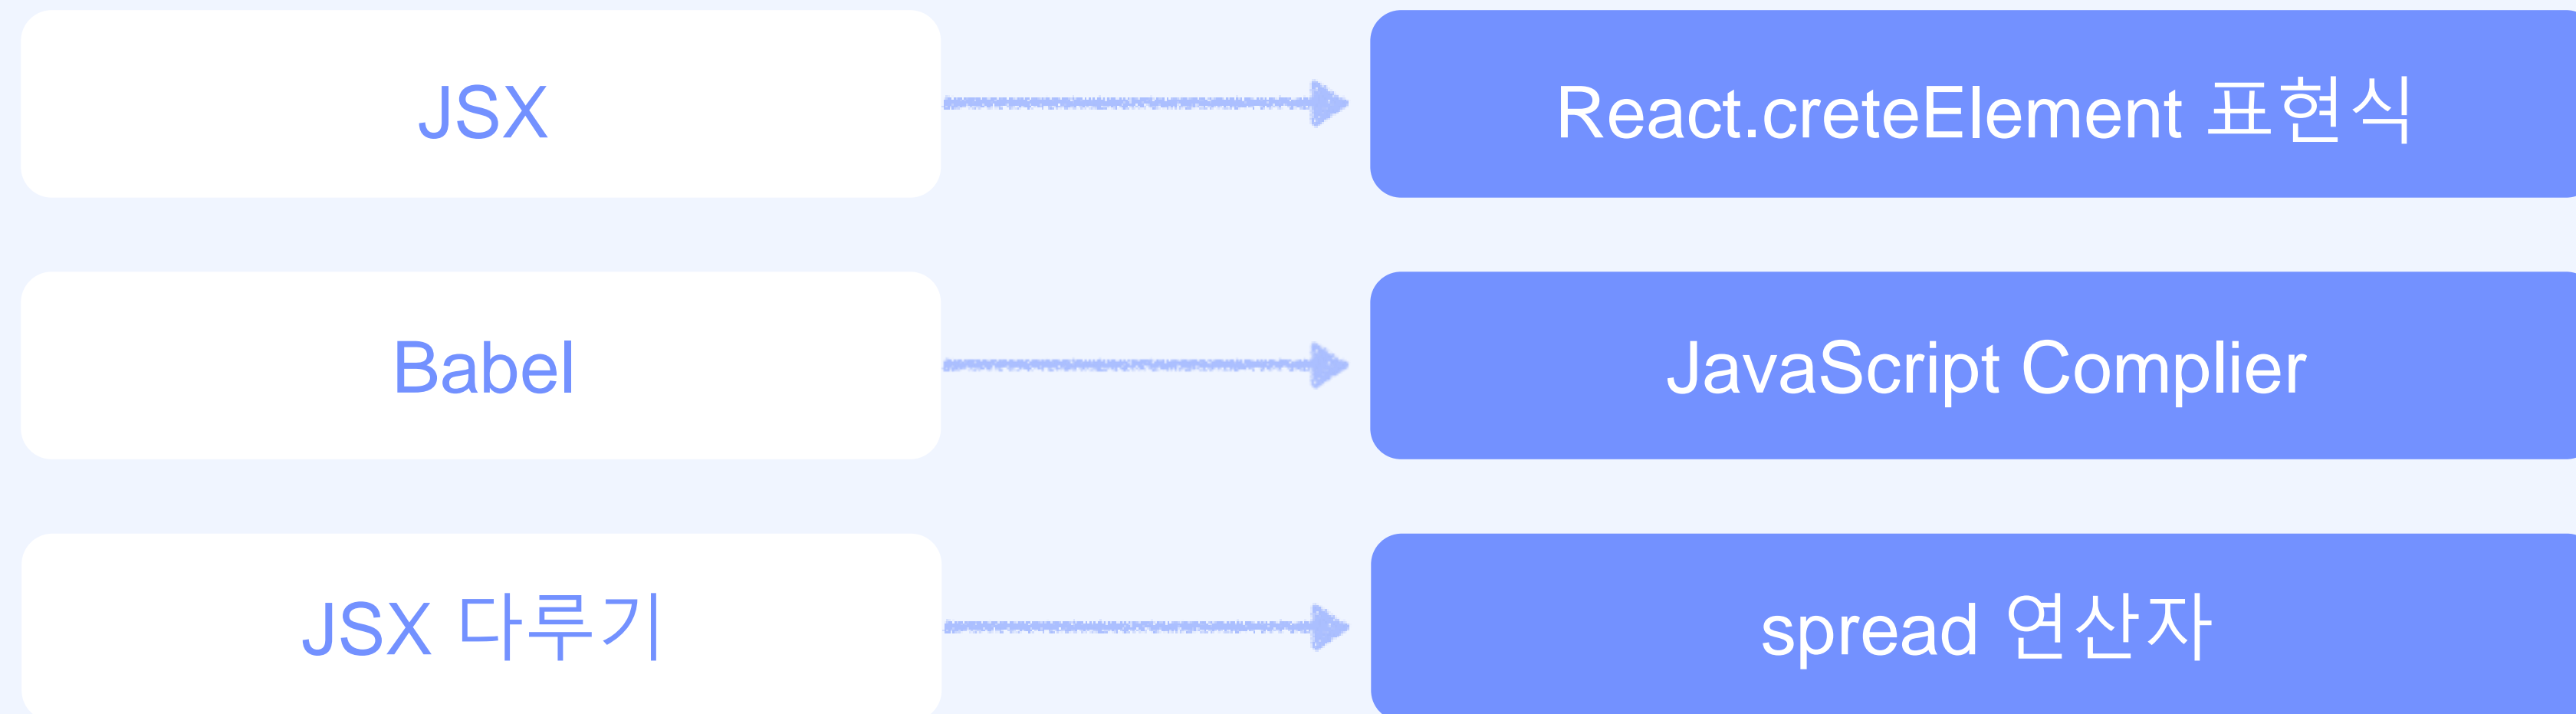 JSX
React.creteElement 표현식
Babel
JavaScript Complier
JSX 다루기
spread 연산자